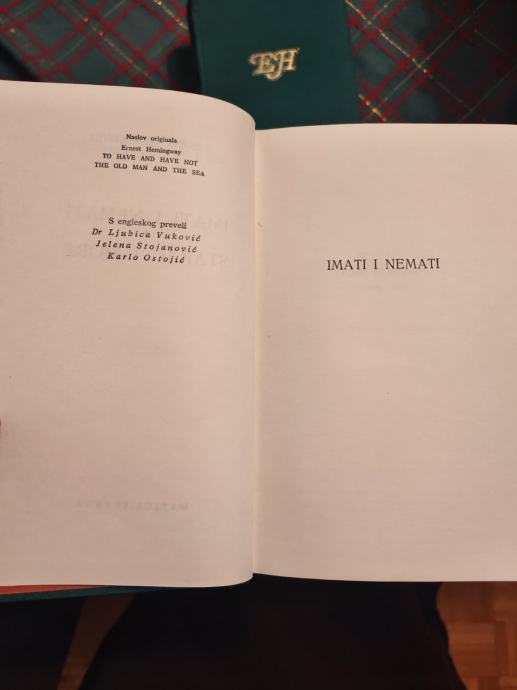 EH
Naslov originala
Ernest Hemingway
TO HAVE AND HAVE NOT
THE OLD MAN AND THE SEA
S engleskog preveli
Dr Ljubica Vuković
Jelena Stojanović
Karlo Ostojić
IMATI I NEMATI